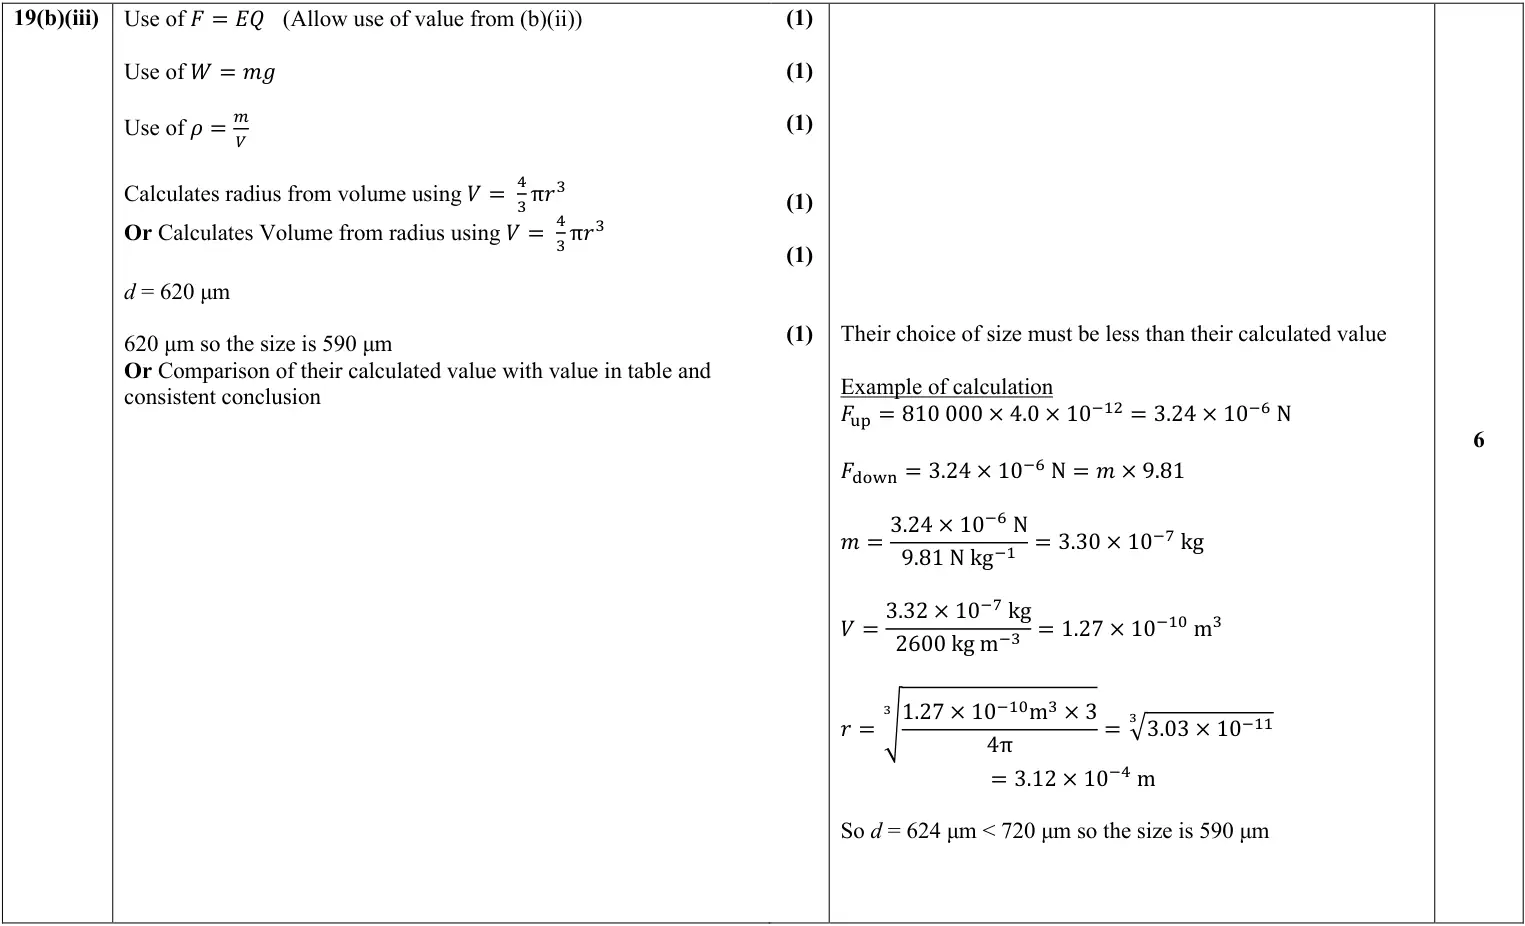 19(b)(iii)
Use of F = EQ (Allow use of value from (b)(ii)) (1)
Use of W = mg (1)
Use of ρ = m/V (1)
Calculates radius from volume using V = 4/3 πr³ (1)
Or Calculates Volume from radius using V = 4/3 πr³
(1)
d = 620 μm
620 μm so the size is 590 μm (1)
Or Comparison of their calculated value with value in table and
consistent conclusion
Their choice of size must be less than their calculated value
Example of calculation
F_up = 810 000 × 4.0 × 10⁻¹² = 3.24 × 10⁻⁶ N
F_down = 3.24 × 10⁻⁶ N = m × 9.81
m = 3.24 × 10⁻⁶ N / 9.81 N kg⁻¹ = 3.30 × 10⁻⁷ kg
V = 3.32 × 10⁻⁷ kg / 2600 kg m⁻³ = 1.27 × 10⁻¹⁰ m³
r = ∛(1.27 × 10⁻¹⁰m³ × 3 / 4π) = ∛(3.03 × 10⁻¹¹)
= 3.12 × 10⁻⁴ m
So d = 624 μm < 720 μm so the size is 590 μm
6